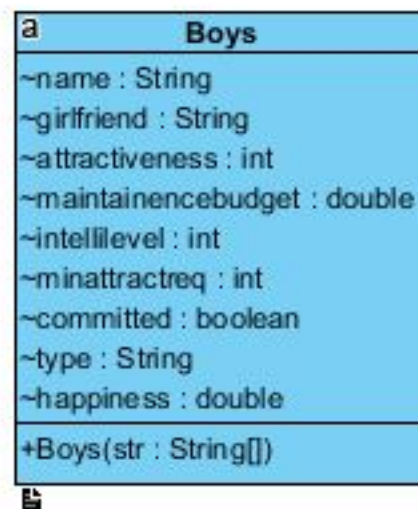 a
Boys
~name : String
~girlfriend : String
~attractiveness : int
~maintainencebudget : double
~intellilevel : int
~minattractreq : int
~committed : boolean
~type : String
~happiness : double
+Boys(str : String[])